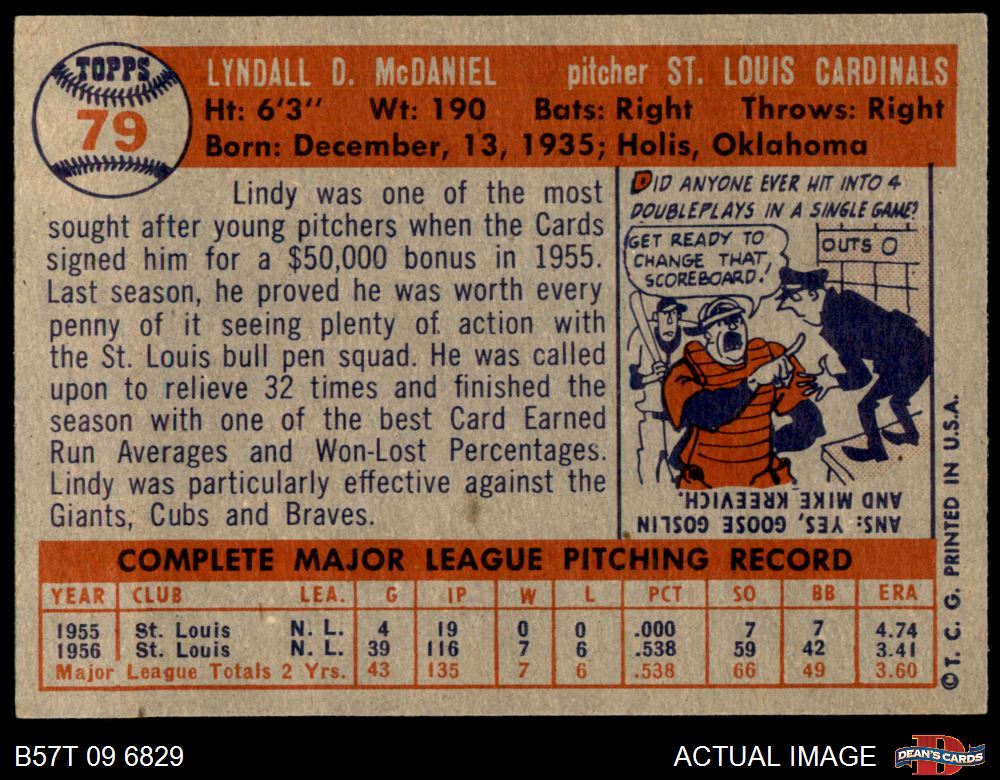 TOPPS
79
LYNDALL D. McDANIEL pitcher ST. LOUIS CARDINALS
Ht: 6'3" Wt: 190 Bats: Right Throws: Right
Born: December, 13, 1935; Holis, Oklahoma
Lindy was one of the most
sought after young pitchers when the Cards
signed him for a $50,000 bonus in 1955.
Last season, he proved he was worth every
penny of it seeing plenty of action with
the St. Louis bull pen squad. He was called
upon to relieve 32 times and finished the
season with one of the best Card Earned
Run Averages and Won-Lost Percentages.
Lindy was particularly effective against the
Giants, Cubs and Braves.
DID ANYONE EVER HIT INTO 4
DOUBLEPLAYS IN A SINGLE GAME?
GET READY TO
CHANGE THAT,
SCOREBOARD!
OUTS 0
ANS: YES, GOOSE GOSLIN
AND MIKE KREEVICH.
COMPLETE MAJOR LEAGUE PITCHING RECORD
YEAR CLUB LEA. G IP W L PCT SO BB ERA
1955 St. Louis N. L. 4 19 0 0 .000 7 7 4.74
1956 St. Louis N. L. 39 116 7 6 .538 59 42 3.41
Major League Totals 2 Yrs. 43 135 7 6 .538 66 49 3.60
© T. C. G. PRINTED IN U.S.A.
B57T 09 6829
ACTUAL IMAGE
DEAN'S CARDS